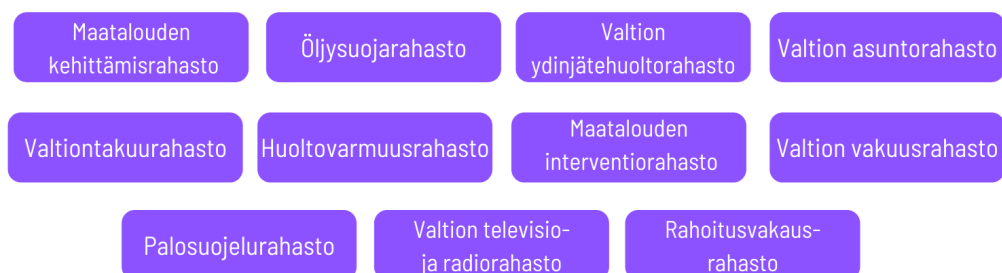 Maatalouden
kehittämisrahasto
Öljysuojarahasto
Valtion
ydinjätehuoltorahasto
Valtion asuntorahasto
Valtiontakuurahasto
Huoltovarmuusrahasto
Maatalouden
interventiorahasto
Valtion vakuusrahasto
Palosuojelurahasto
Valtion televisio-
ja radiorahasto
Rahoitusvakaus-
rahasto